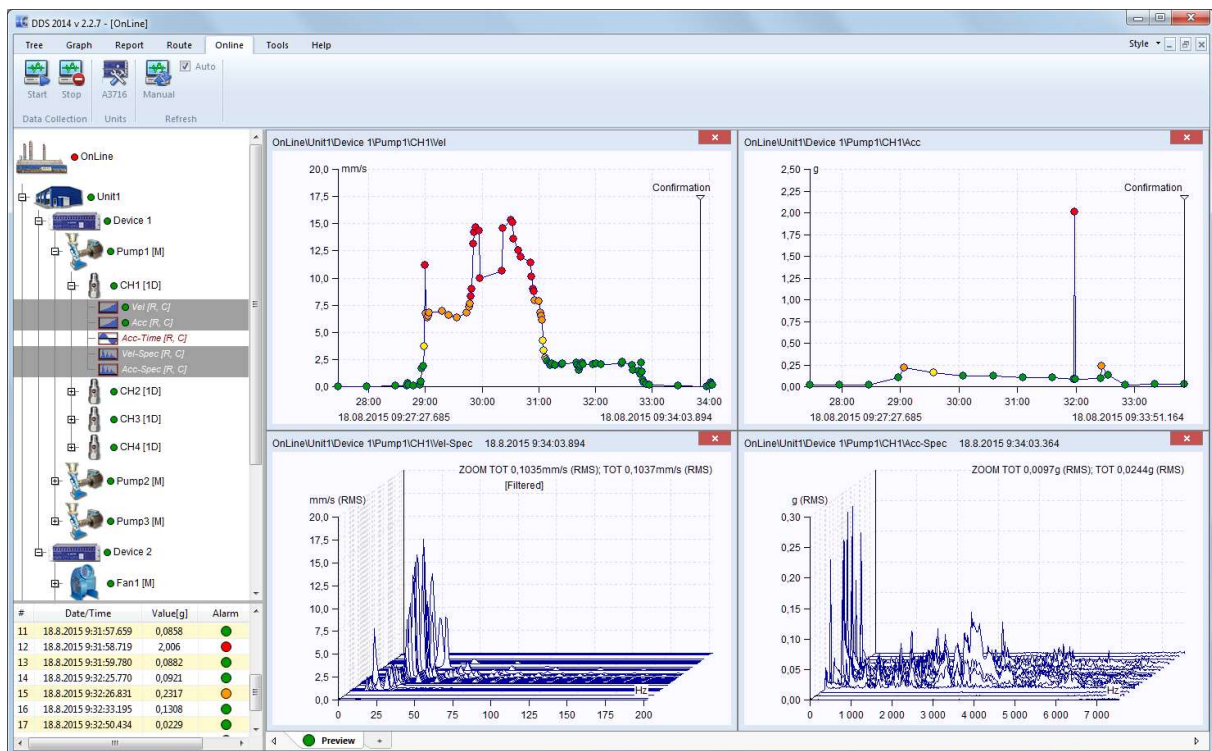 DDS 2014 v 2.2.7 - [OnLine]
Tree Graph Report Route Online Tools Help Style
Start Stop A3716 Manual Auto
Data Collection Units Refresh
OnLine
Unit1
Device 1
Pump1 [M]
CH1 [1D]
Vel [R, C]
Acc [R, C]
Acc-Time [R, C]
Vel-Spec [R, C]
Acc-Spec [R, C]
CH2 [1D]
CH3 [1D]
CH4 [1D]
Pump2 [M]
Pump3 [M]
Device 2
Fan1 [M]
# Date/Time Value[g] Alarm
11 18.8.2015 9:31:57.659 0,0858
12 18.8.2015 9:31:58.719 2,006
13 18.8.2015 9:31:59.780 0,0882
14 18.8.2015 9:32:25.770 0,0921
15 18.8.2015 9:32:26.831 0,2317
16 18.8.2015 9:32:33.195 0,1308
17 18.8.2015 9:32:50.434 0,0229
OnLine\Unit1\Device 1\Pump1\CH1\Vel
20,0 mm/s
Confirmation
17,5
15,0
12,5
10,0
7,5
5,0
2,5
0,0
28:00 29:00 30:00 31:00 32:00 33:00 34:00
18.08.2015 09:27:27.685 18.08.2015 09:34:03.894
OnLine\Unit1\Device 1\Pump1\CH1\Acc
2,50 g
Confirmation
2,25
2,00
1,75
1,50
1,25
1,00
0,75
0,50
0,25
0,00
28:00 29:00 30:00 31:00 32:00 33:00
18.08.2015 09:27:27.685 18.08.2015 09:33:51.164
OnLine\Unit1\Device 1\Pump1\CH1\Vel-Spec 18.8.2015 9:34:03.894
ZOOM TOT 0,1035mm/s (RMS); TOT 0,1037mm/s (RMS)
[Filtered]
mm/s (RMS)
20,0
17,5
15,0
12,5
10,0
7,5
5,0
2,5
0,0
Hz
0 25 50 75 100 125 150 175 200
OnLine\Unit1\Device 1\Pump1\CH1\Acc-Spec 18.8.2015 9:34:03.364
ZOOM TOT 0,0097g (RMS); TOT 0,0244g (RMS)
g (RMS)
0,30
0,25
0,20
0,15
0,10
0,05
0,00
Hz
0 1 000 2 000 3 000 4 000 5 000 6 000 7 000
Preview +